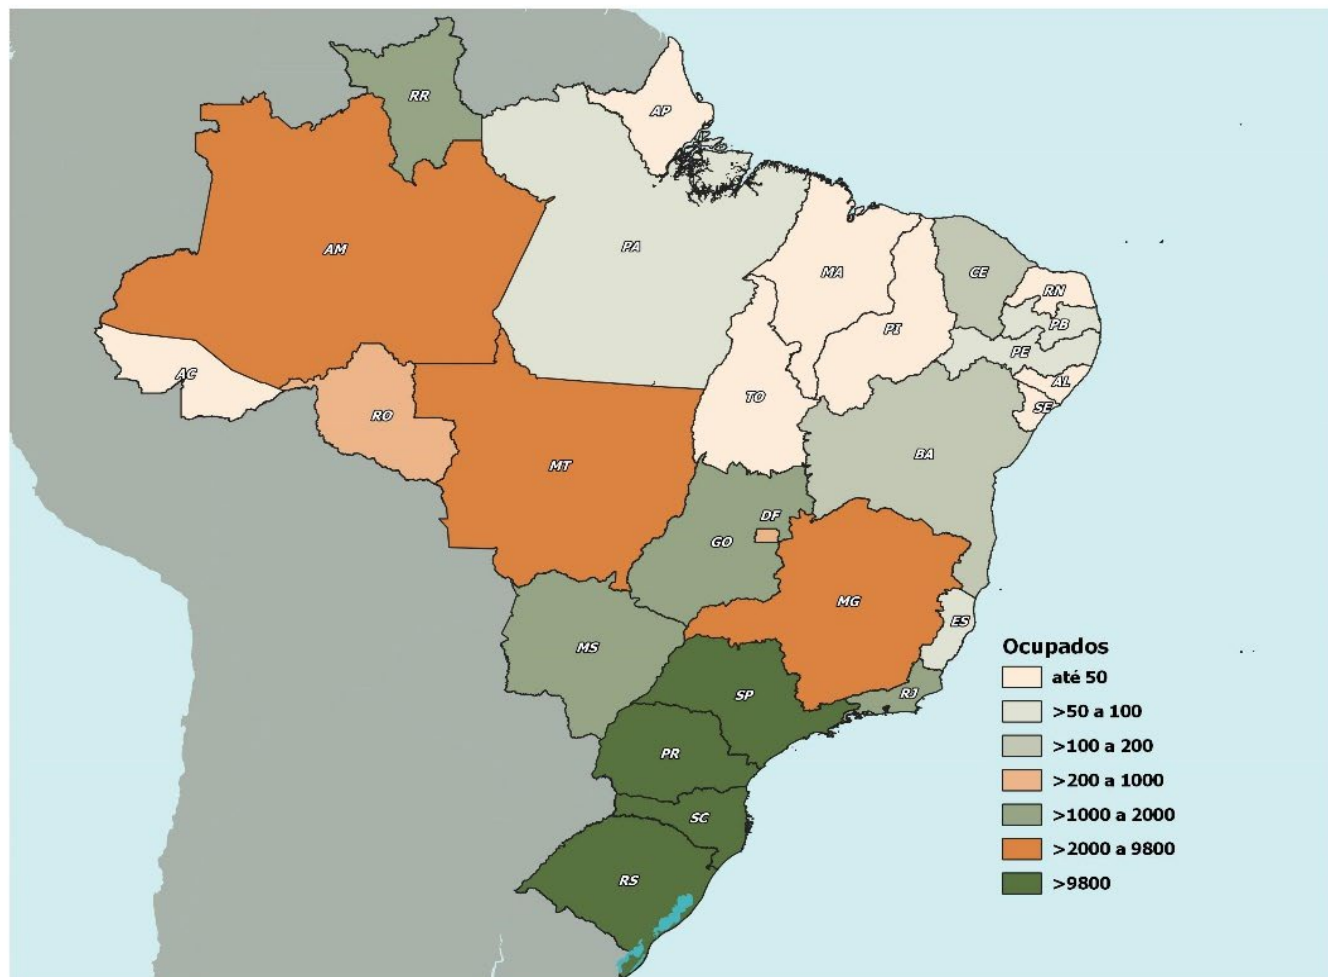 RR
AP
AM
PA
MA
CE
RN
PI
PB
PE
AC
TO
AL
SE
RO
BA
MT
DF
GO
MG
ES
MS
Ocupados
até 50
SP
RJ
>50 a 100
>100 a 200
PR
>200 a 1000
SC
>1000 a 2000
>2000 a 9800
RS
>9800